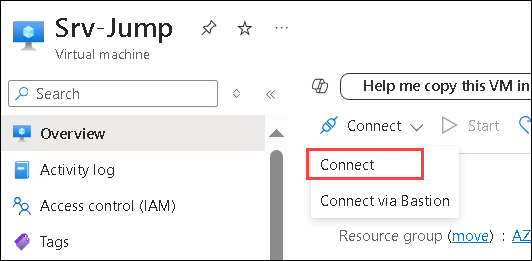 Srv-Jump
Virtual machine
Search
Help me copy this VM in
Overview
Connect
Start
Activity log
Connect
Access control (IAM)
Connect via Bastion
Tags
Resource group (move) : AZ